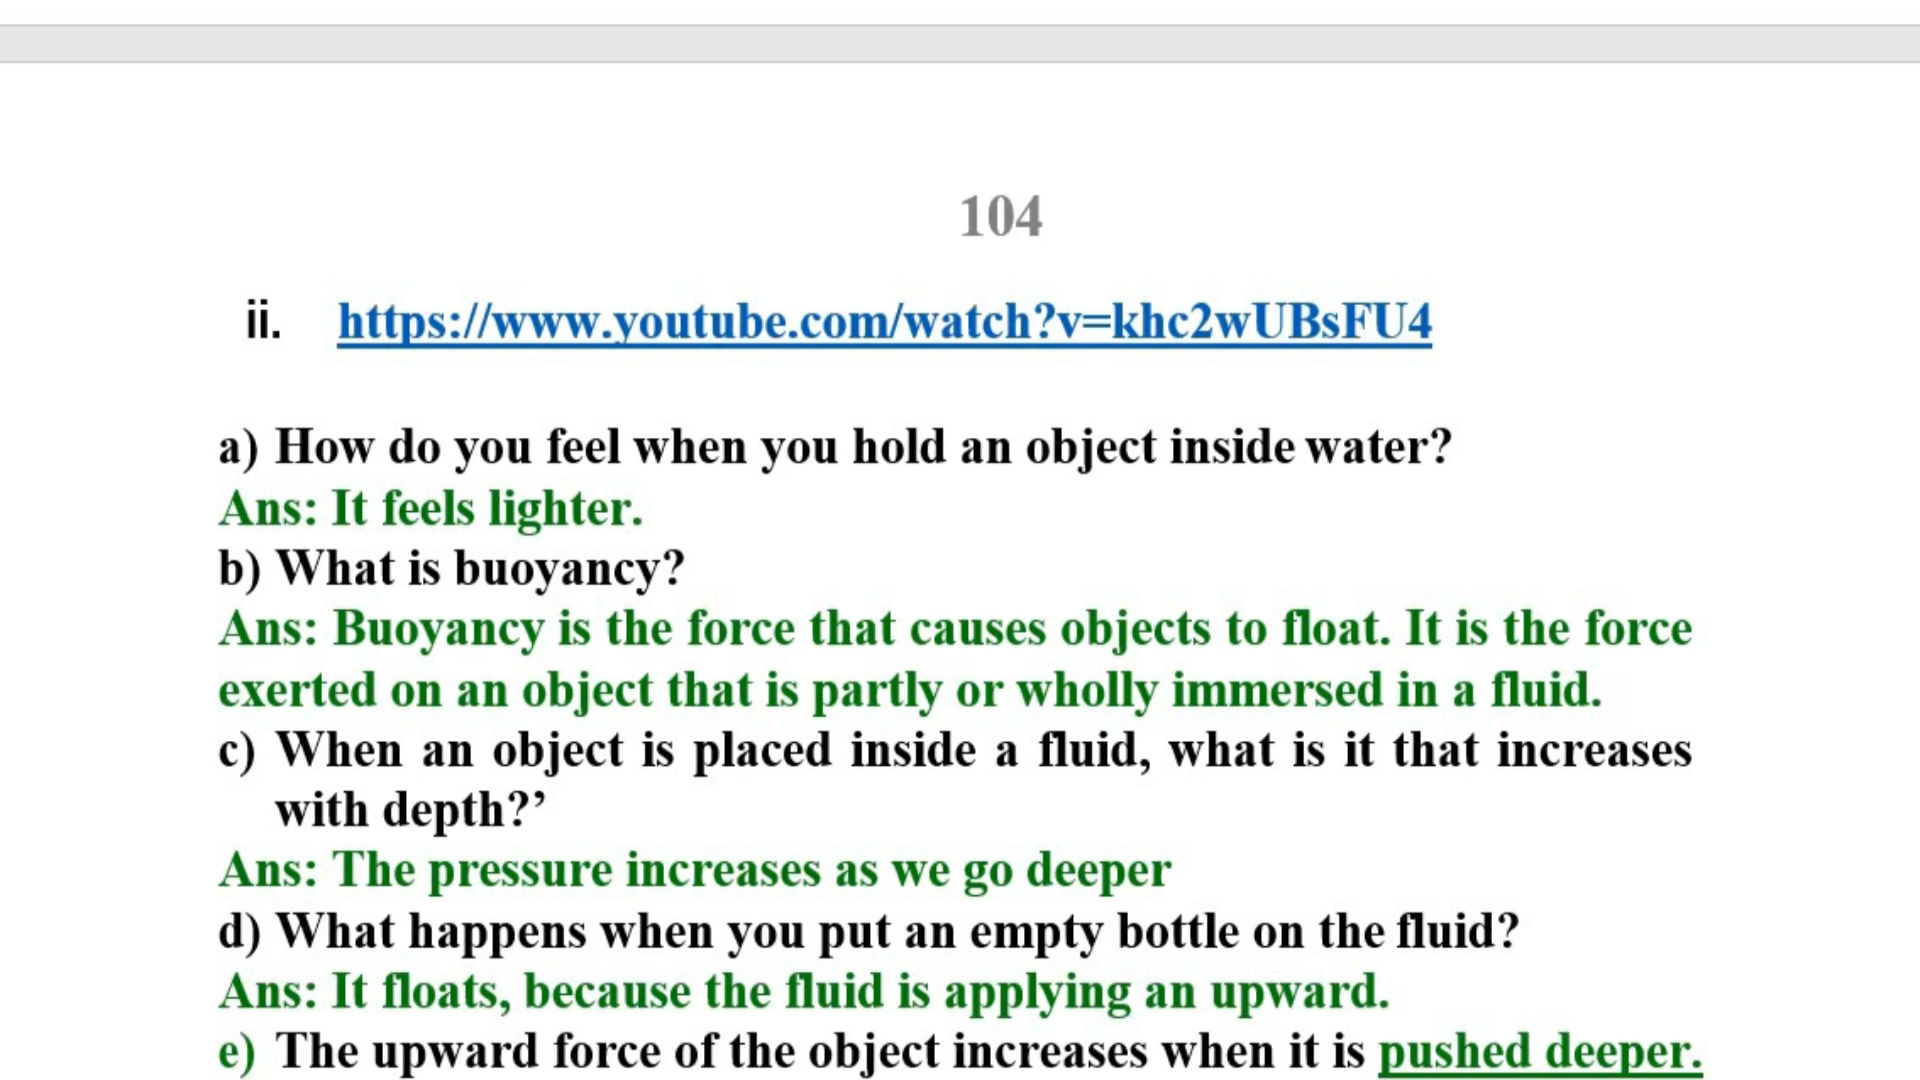 104
ii. https://www.youtube.com/watch?v=khc2wUBsFU4
a) How do you feel when you hold an object inside water?
Ans: It feels lighter.
b) What is buoyancy?
Ans: Buoyancy is the force that causes objects to float. It is the force
exerted on an object that is partly or wholly immersed in a fluid.
c) When an object is placed inside a fluid, what is it that increases
with depth?’
Ans: The pressure increases as we go deeper
d) What happens when you put an empty bottle on the fluid?
Ans: It floats, because the fluid is applying an upward.
e) The upward force of the object increases when it is pushed deeper.